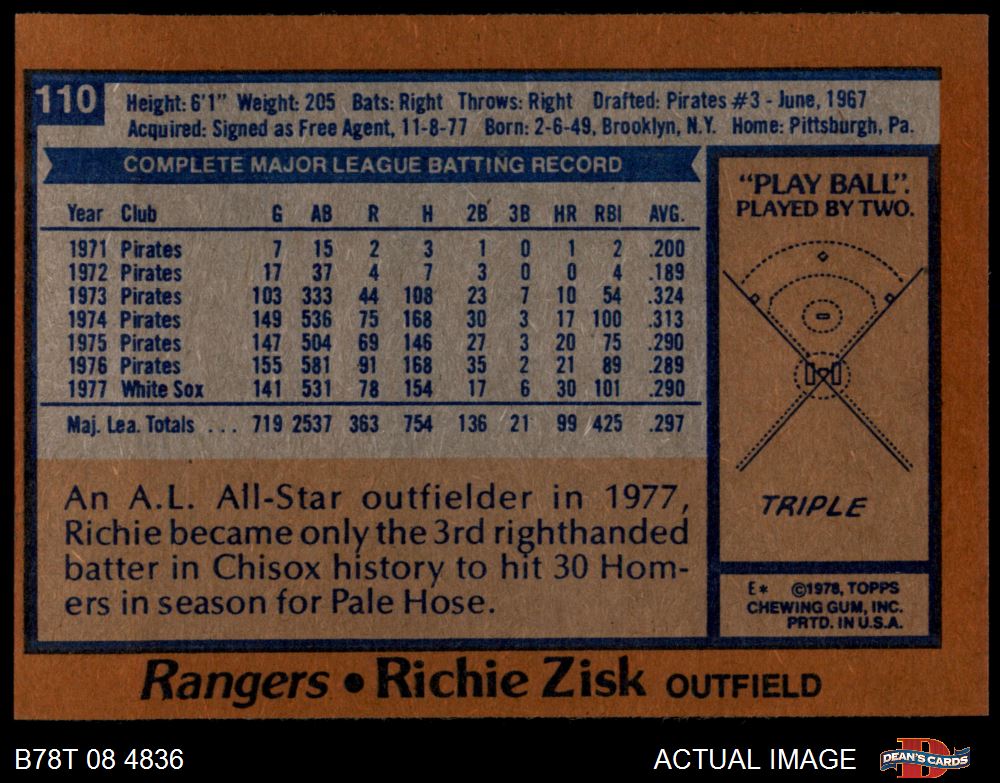 110
Height: 6'1" Weight: 205 Bats: Right Throws: Right Drafted: Pirates #3 - June, 1967
Acquired: Signed as Free Agent, 11-8-77 Born: 2-6-49, Brooklyn, N.Y. Home: Pittsburgh, Pa.
COMPLETE MAJOR LEAGUE BATTING RECORD
Year Club G AB R H 2B 3B HR RBI AVG.
1971 Pirates 7 15 2 3 1 0 1 2 .200
1972 Pirates 17 37 4 7 3 0 0 4 .189
1973 Pirates 103 333 44 108 23 7 10 54 .324
1974 Pirates 149 536 75 168 30 3 17 100 .313
1975 Pirates 147 504 69 146 27 3 20 75 .290
1976 Pirates 155 581 91 168 35 2 21 89 .289
1977 White Sox 141 531 78 154 17 6 30 101 .290
Maj. Lea. Totals ... 719 2537 363 754 136 21 99 425 .297
An A.L. All-Star outfielder in 1977,
Richie became only the 3rd righthanded
batter in Chisox history to hit 30 Hom-
ers in season for Pale Hose.
"PLAY BALL".
PLAYED BY TWO.
TRIPLE
E* ©1978, TOPPS
CHEWING GUM, INC.
PRTD. IN U.S.A.
Rangers • Richie Zisk OUTFIELD
B78T 08 4836
ACTUAL IMAGE
D
DEAN'S CARDS